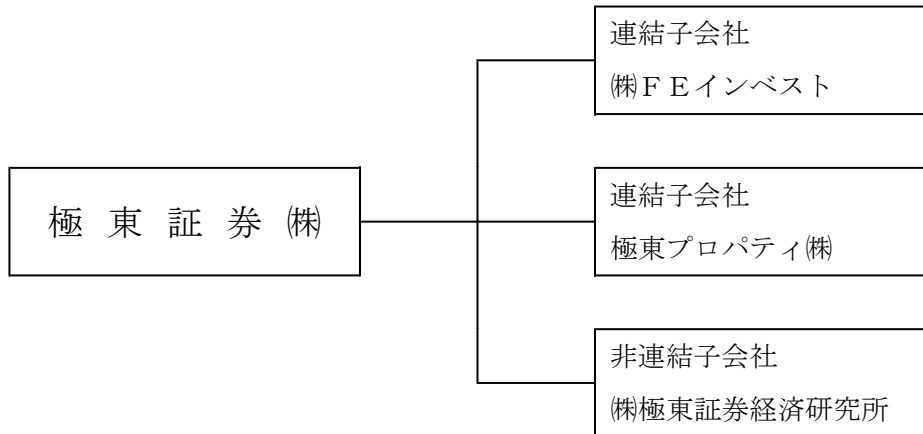 連結子会社
㈱ＦＥインベスト
極東証券㈱
連結子会社
極東プロパティ㈱
非連結子会社
㈱極東証券経済研究所